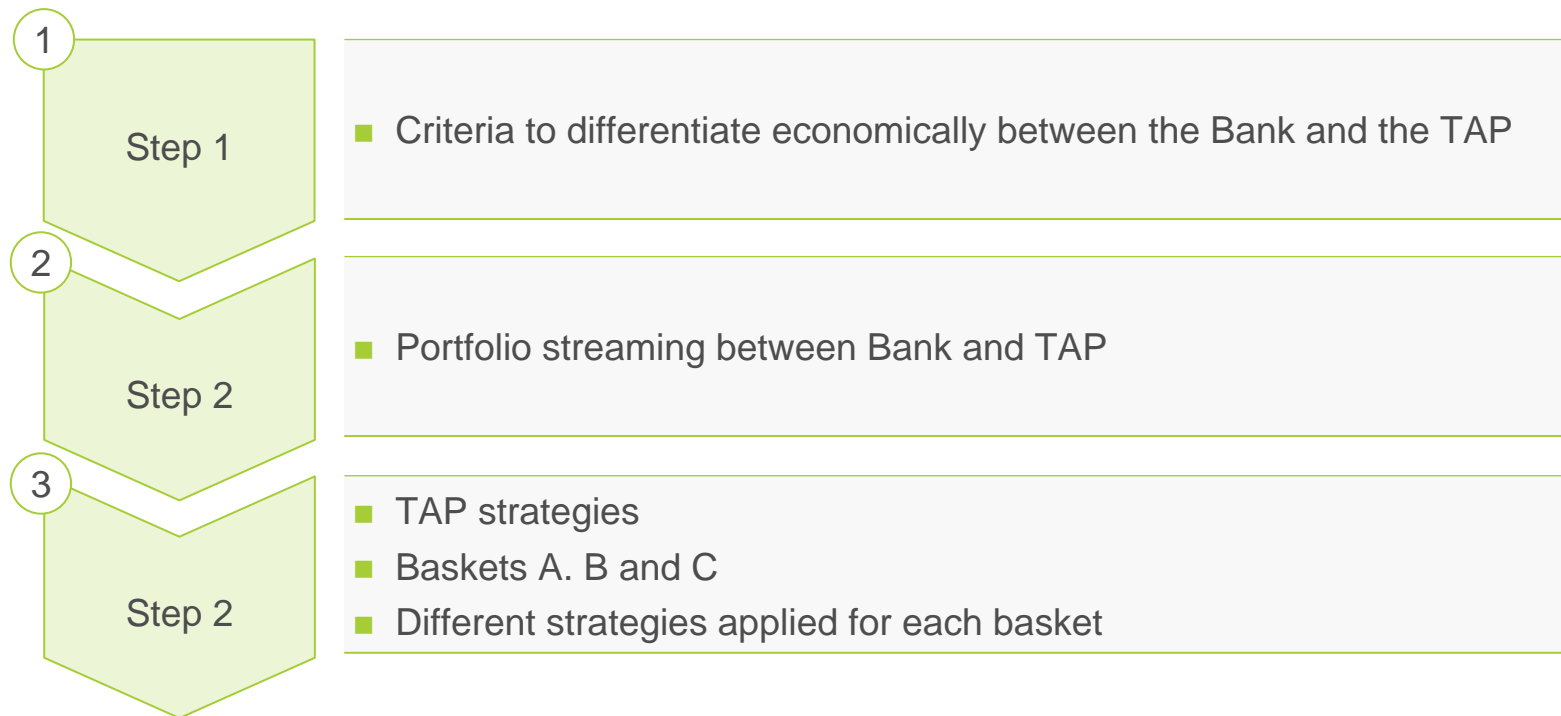 1
Step 1
■ Criteria to differentiate economically between the Bank and the TAP
2
Step 2
■ Portfolio streaming between Bank and TAP
3
Step 2
■ TAP strategies
■ Baskets A. B and C
■ Different strategies applied for each basket